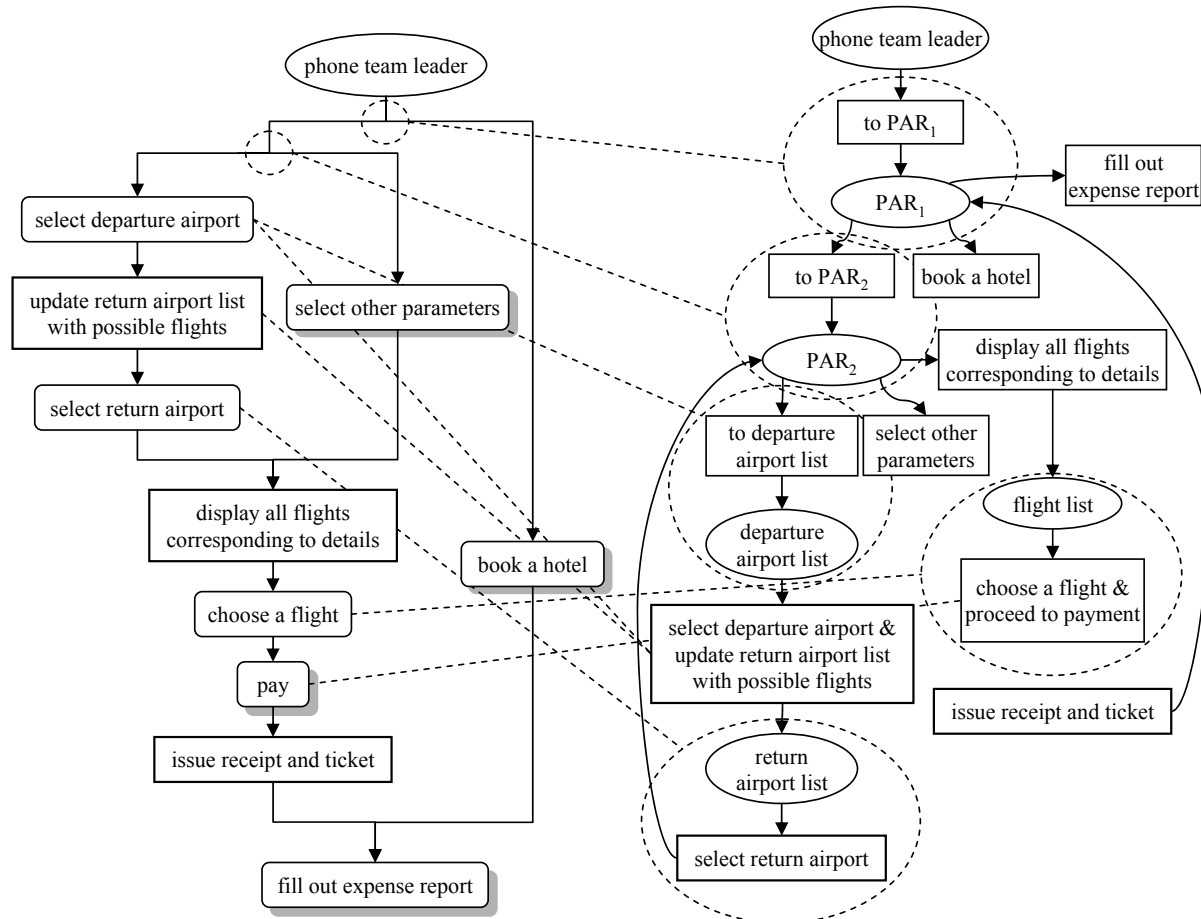 phone team leader
select departure airport
update return airport list
with possible flights
select other parameters
select return airport
display all flights
corresponding to details
book a hotel
choose a flight
pay
issue receipt and ticket
fill out expense report
phone team leader
to PAR₁
fill out
expense report
PAR₁
to PAR₂
book a hotel
PAR₂
display all flights
corresponding to details
to departure
airport list
select other
parameters
flight list
departure
airport list
choose a flight &
proceed to payment
select departure airport &
update return airport list
with possible flights
issue receipt and ticket
return
airport list
select return airport